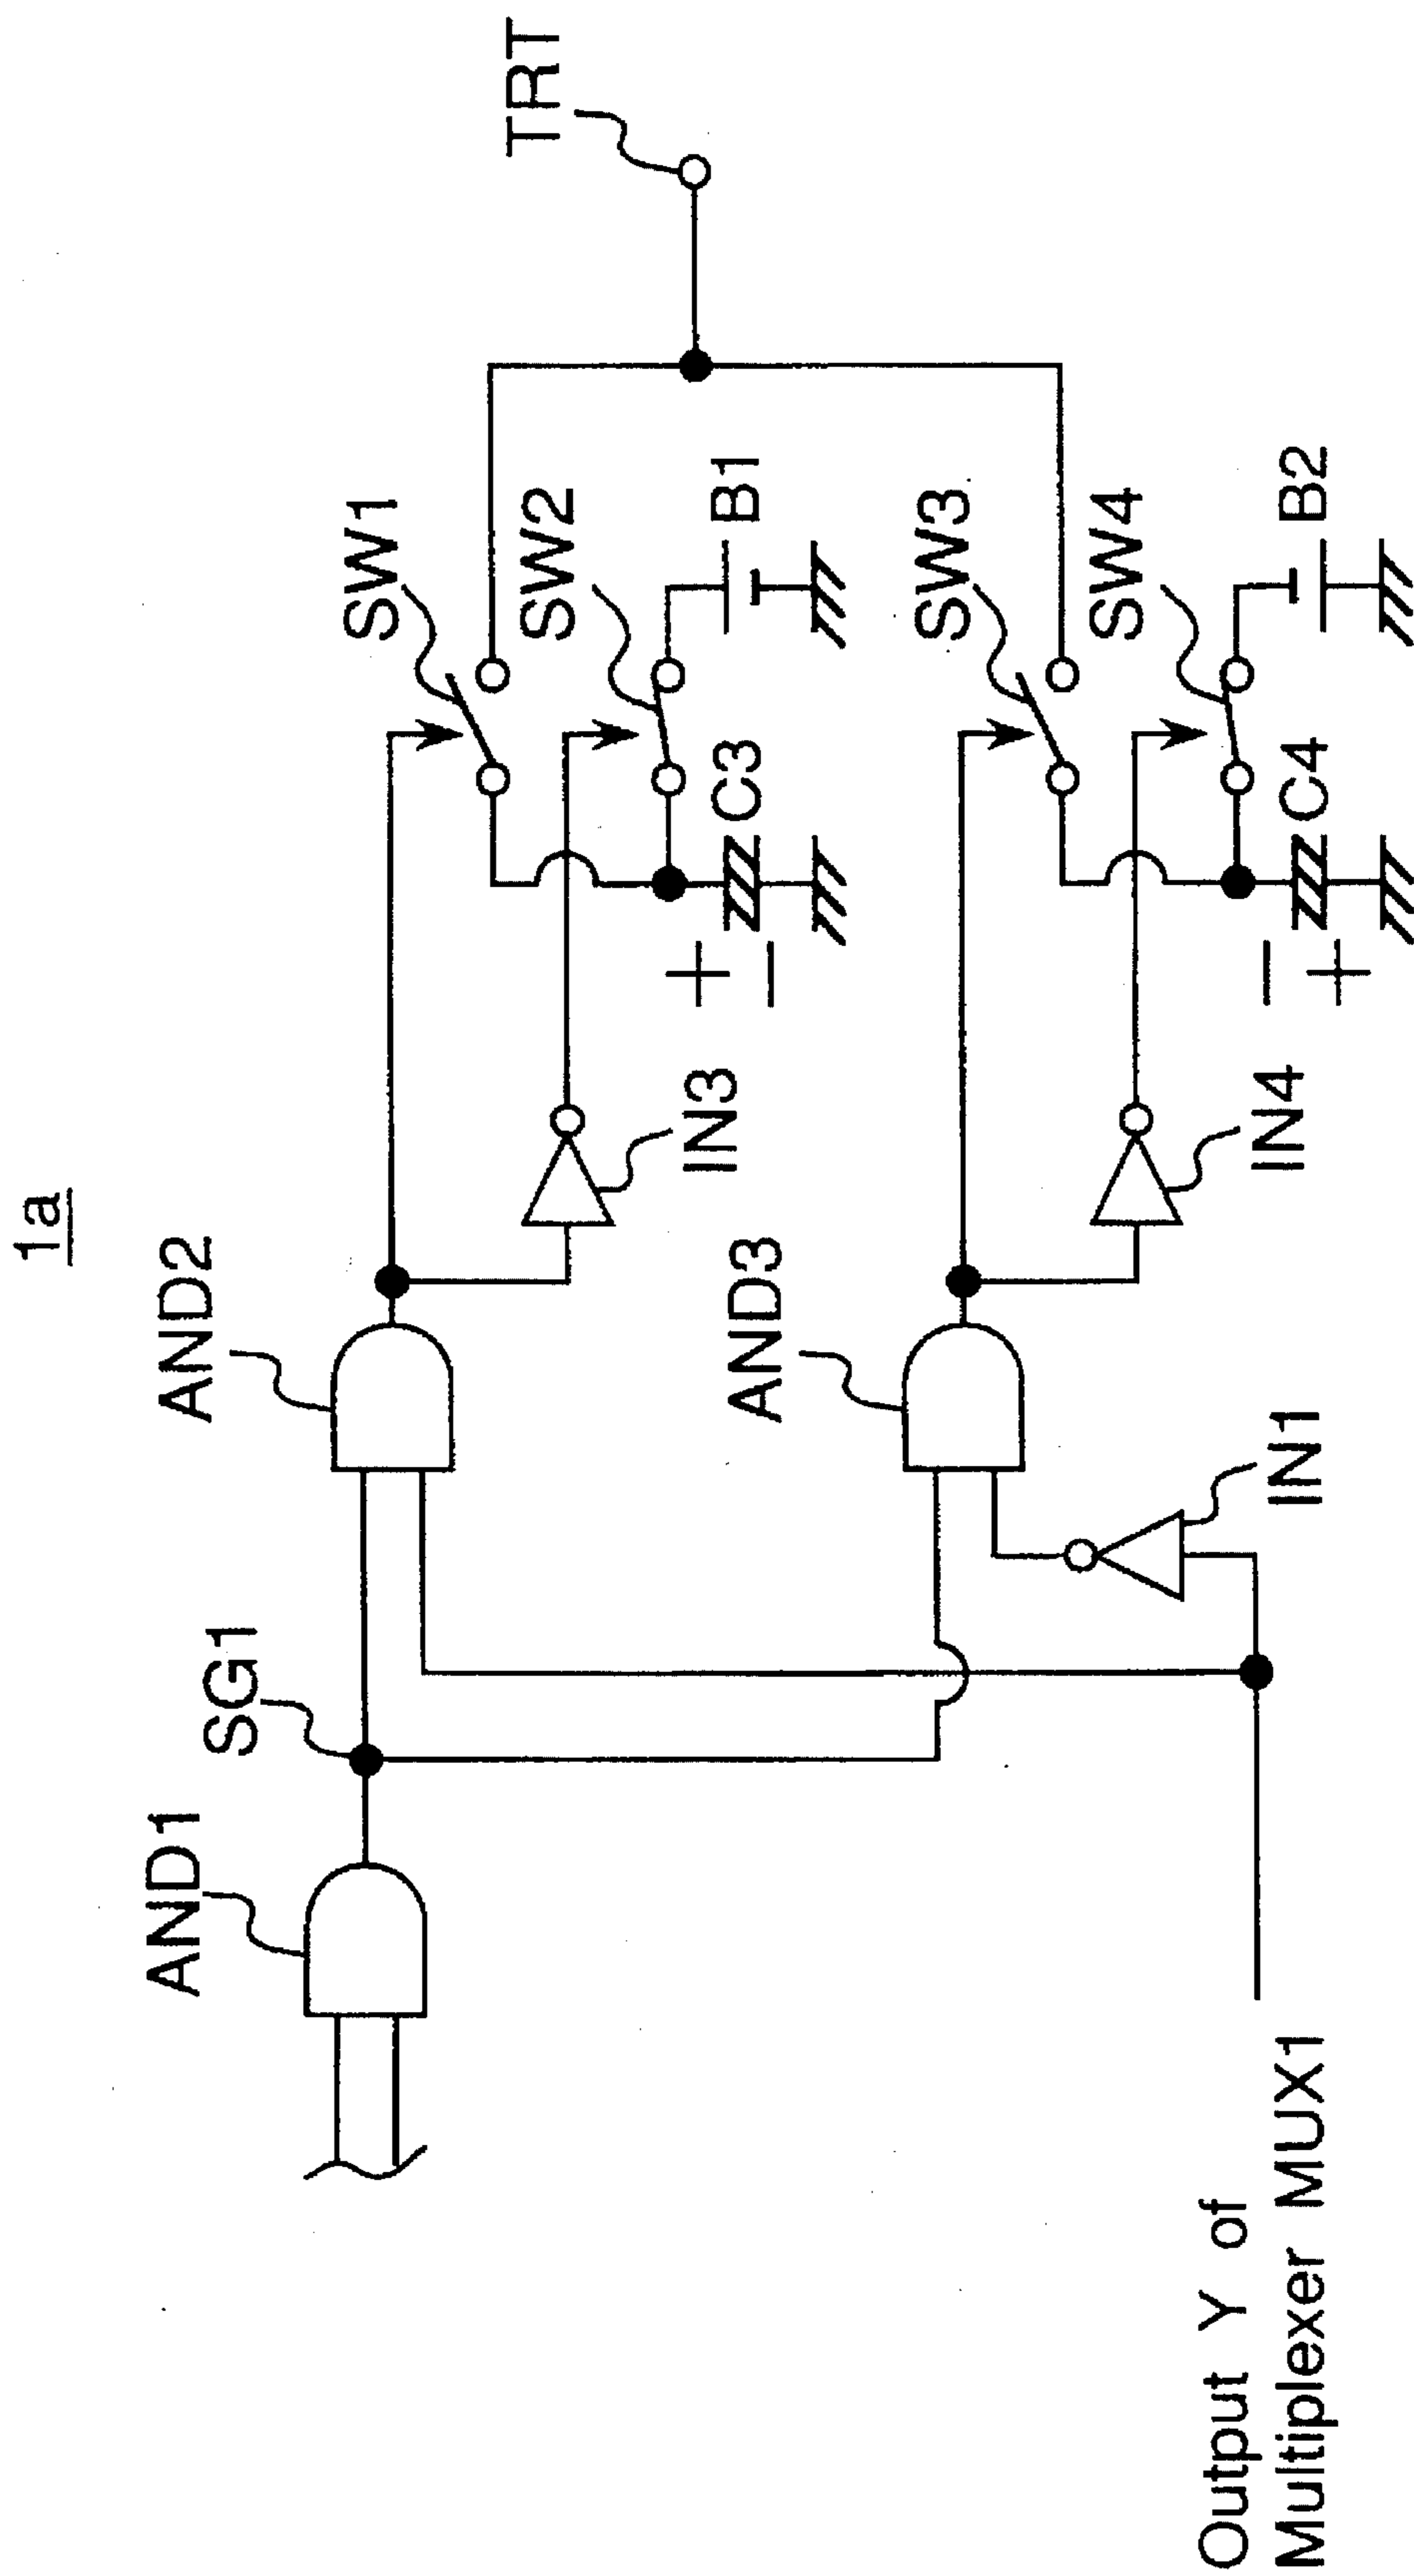 1a
AND1
SG1
AND2
AND3
IN1
IN3
IN4
SW1
SW2
C3
B1
+
−
SW3
SW4
C4
B2
−
+
TRT
Output Y of
Multiplexer MUX1